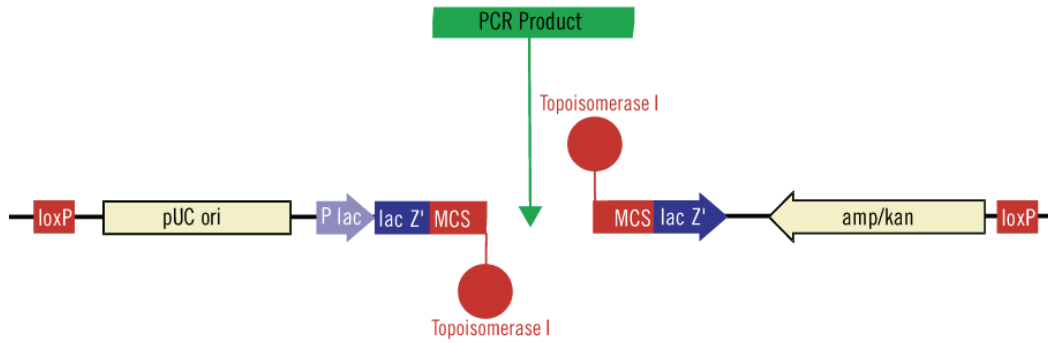 PCR Product
Topoisomerase I
loxP
pUC ori
P lac
lac Z'
MCS
MCS
lac Z'
amp/kan
loxP
Topoisomerase I